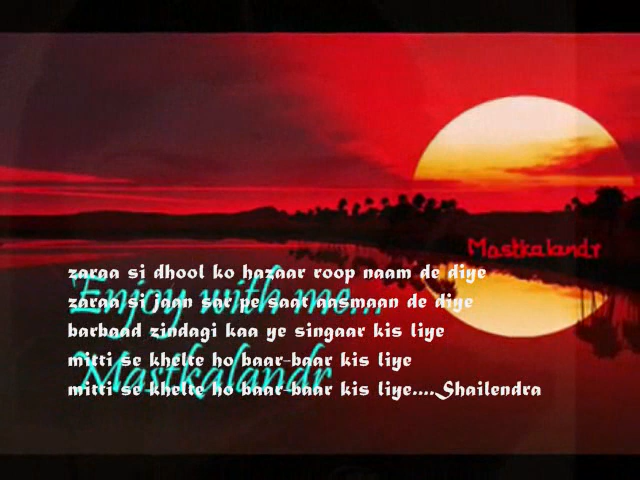 Mastkalandr
zaraa si dhool ko hazaar roop naam de diye
Enjoy with me...
zaraa si jaan sar pe saat aasmaan de diye
barbaad zindagi kaa ye singaar kis liye
mitti se khelte ho baar-baar kis liye
Mastkalandr
mitti se khelte ho baar-baar kis liye....Shailendra